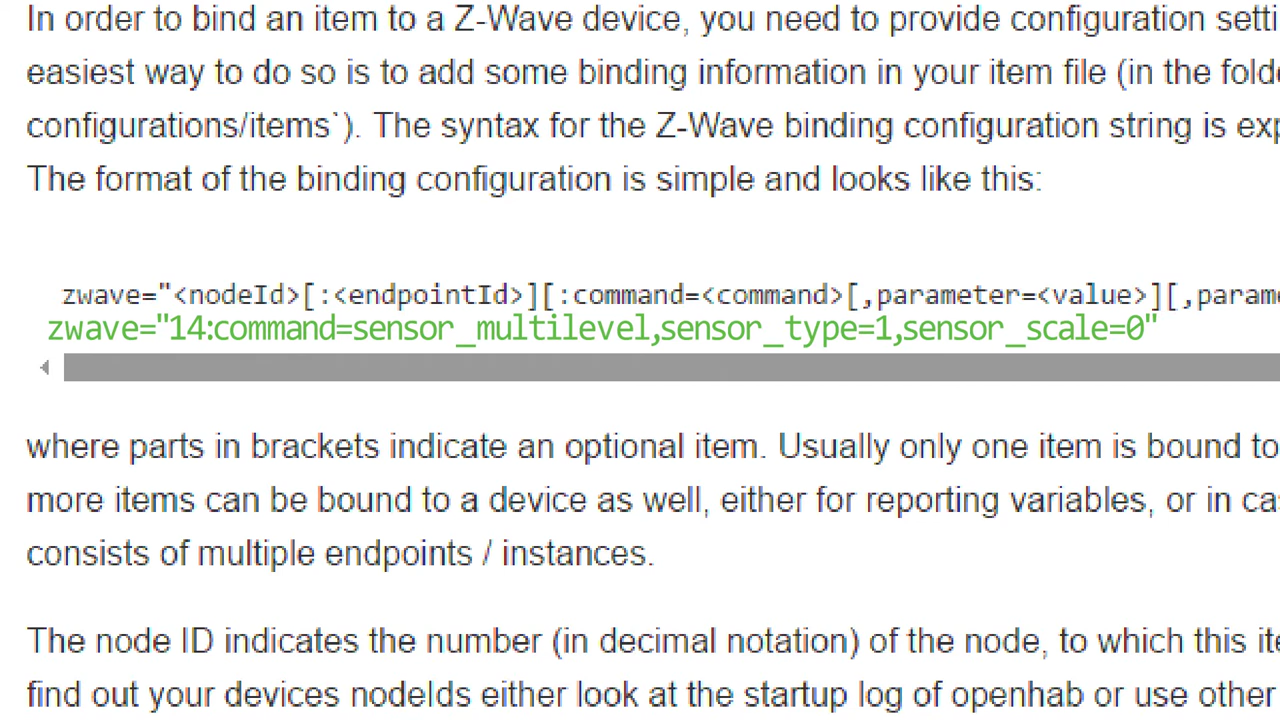 In order to bind an item to a Z-Wave device, you need to provide configuration setti
easiest way to do so is to add some binding information in your item file (in the folde
configurations/items`). The syntax for the Z-Wave binding configuration string is exp
The format of the binding configuration is simple and looks like this:
zwave="<nodeId>[:<endpointId>][:command=<command>[,parameter=<value>][,parame
zwave="14:command=sensor_multilevel,sensor_type=1,sensor_scale=0"
where parts in brackets indicate an optional item. Usually only one item is bound to
more items can be bound to a device as well, either for reporting variables, or in cas
consists of multiple endpoints / instances.
The node ID indicates the number (in decimal notation) of the node, to which this ite
find out your devices nodeIds either look at the startup log of openhab or use other